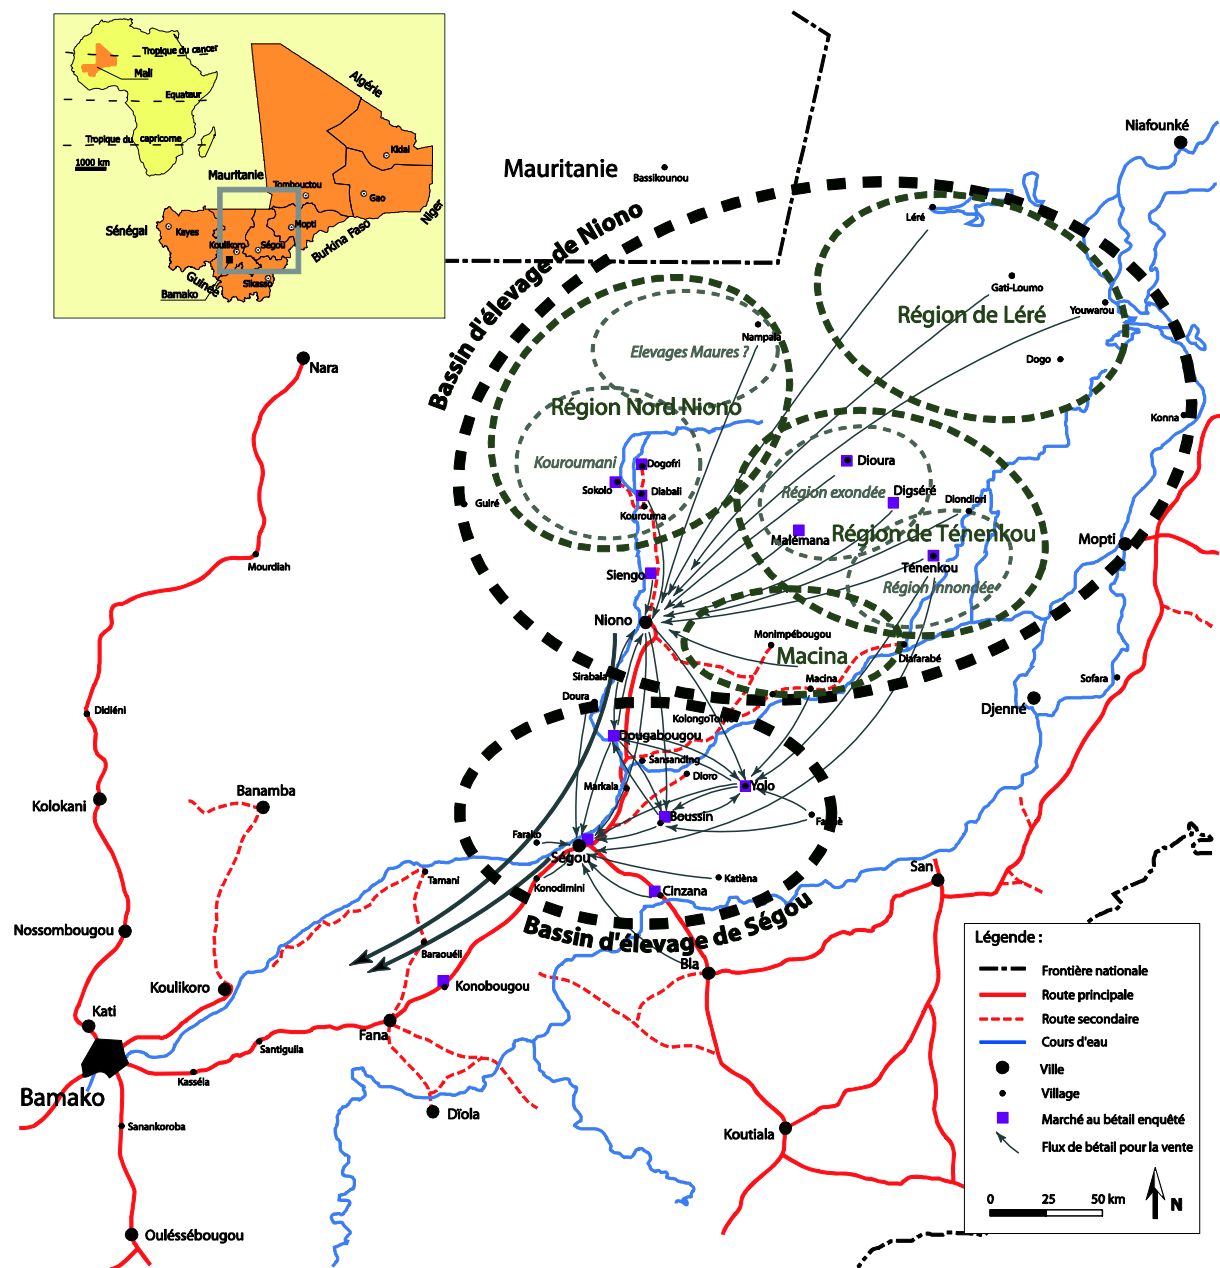 Tropique du cancer
Mali
Equateur
Tropique du capricorne
1000 km
Algérie
Kidal
Mauritanie
Tombouctou
Gao
Niger
Sénégal
Kayes
Mopti
Koulikoro
Ségou
Burkina Faso
Guinée
Sikasso
Bamako
Mauritanie
Bassikounou
Niafounké
Bassin d'élevage de Niono
Léré
Gati-Loumo
Youwarou
Région de Léré
Nampala
Elevages Maures ?
Dogo
Nara
Région Nord Niono
Konna
Kouroumani
Dogofri
Dioura
Sokolo
Diabali
Région exondée
Digséré
Diondiori
Guiré
Kourouma
Malémana
Région de Ténenkou
Mopti
Mourdiah
Siengo
Ténenkou
Région innondée
Niono
Monimpébougou
Macina
Diafarabé
Sirabala
Macina
Sofara
Doura
Djenné
Didiéni
Dougabougou
Sansanding
Dioro
Kolokani
Banamba
Markala
Yolo
Boussin
Farako
Ségou
San
Tamani
Konodimini
Katièna
Cinzana
Bassin d'élevage de Ségou
Nossombougou
Baraouéli
Bla
Koulikoro
Konobougou
Kati
Fana
Santiguila
Kasséla
Bamako
Dïola
Sanankoroba
Koutiala
Ouléssébougou
Légende :
Frontière nationale
Route principale
Route secondaire
Cours d'eau
Ville
Village
Marché au bétail enquêté
Flux de bétail pour la vente
0 25 50 km
N